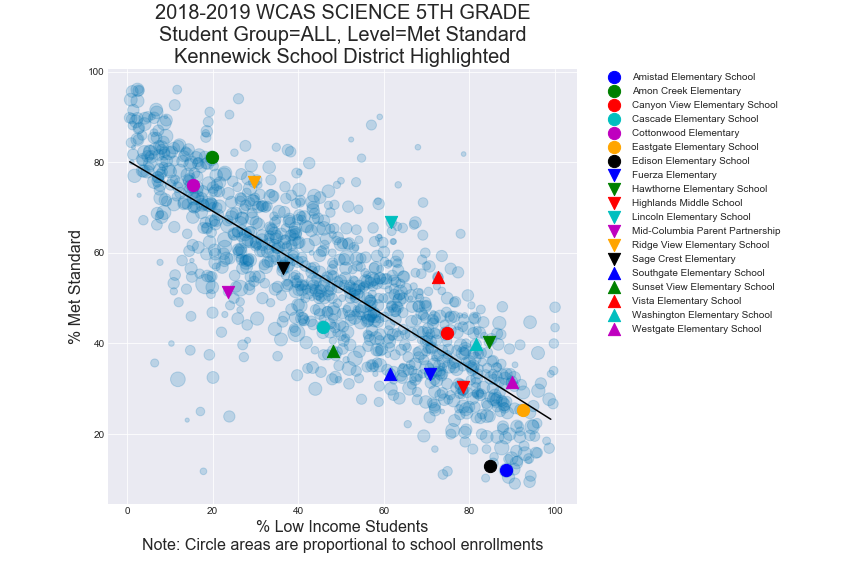 2018-2019 WCAS SCIENCE 5TH GRADE
Student Group=ALL, Level=Met Standard
Kennewick School District Highlighted
% Met Standard
100
80
60
40
20
0
20
40
60
80
100
% Low Income Students
Note: Circle areas are proportional to school enrollments
Amistad Elementary School
Amon Creek Elementary
Canyon View Elementary School
Cascade Elementary School
Cottonwood Elementary
Eastgate Elementary School
Edison Elementary School
Fuerza Elementary
Hawthorne Elementary School
Highlands Middle School
Lincoln Elementary School
Mid-Columbia Parent Partnership
Ridge View Elementary School
Sage Crest Elementary
Southgate Elementary School
Sunset View Elementary School
Vista Elementary School
Washington Elementary School
Westgate Elementary School